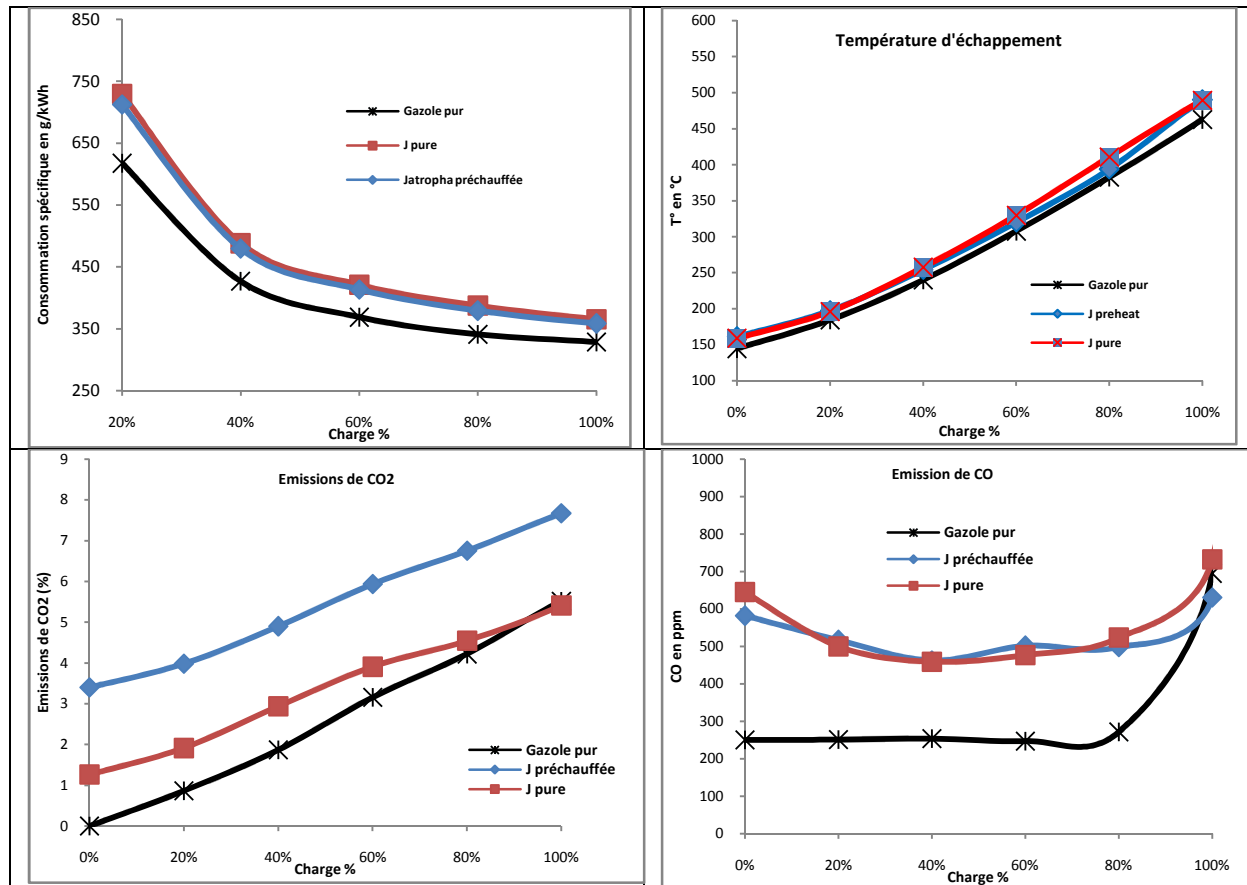 Consommation spécifique en g/kWh
750
650
550
450
350
250
20% 40% 60% 80% 100%
Charge %
Gazole pur
J pure
Jatropha préchauffée
Température d'échappement
T° en °C
600
550
500
450
400
350
300
250
200
150
100
0% 20% 40% 60% 80% 100%
Charge %
Gazole pur
J preheat
J pure
Emissions de CO2
Emissions de CO2 (%)
9
8
7
6
5
4
3
2
1
0
0% 20% 40% 60% 80% 100%
Charge %
Gazole pur
J préchauffée
J pure
Emission de CO
CO en ppm
1000
900
800
700
600
500
400
300
200
100
0
0% 20% 40% 60% 80% 100%
Charge %
Gazole pur
J préchauffée
J pure